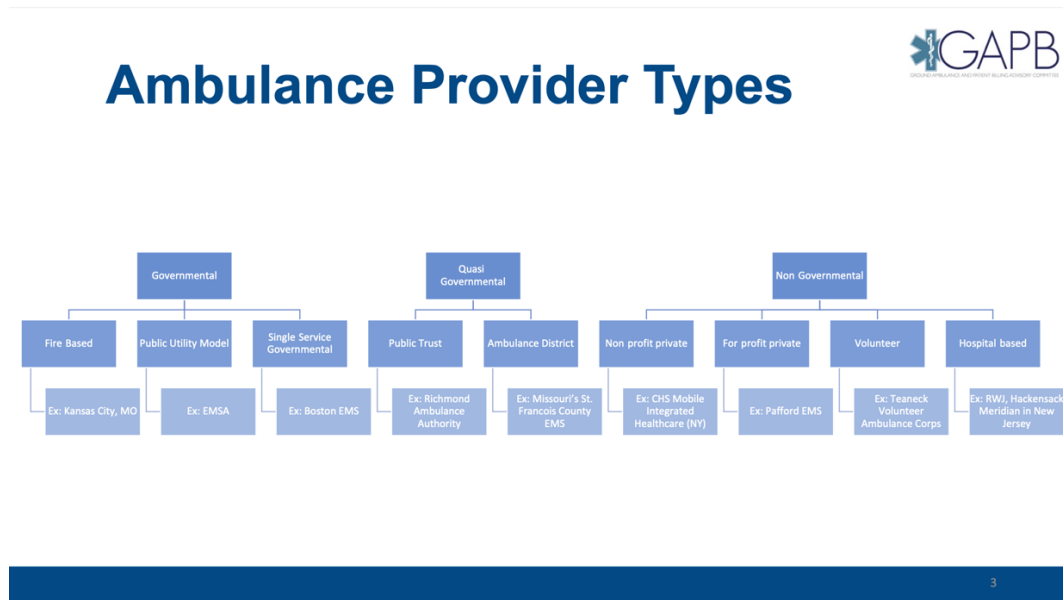 GAPB
GROUND AMBULANCE AND PATIENT BILLING ADVISORY COMMITTEE
Ambulance Provider Types
Governmental
Quasi
Governmental
Non Governmental
Fire Based
Public Utility Model
Single Service
Governmental
Public Trust
Ambulance District
Non profit private
For profit private
Volunteer
Hospital based
Ex: Kansas City, MO
Ex: EMSA
Ex: Boston EMS
Ex: Richmond
Ambulance
Authority
Ex: Missouri's St.
Francois County
EMS
Ex: CHS Mobile
Integrated
Healthcare (NY)
Ex: Pafford EMS
Ex: Teaneck
Volunteer
Ambulance Corps
Ex: RWJ, Hackensack
Meridian in New
Jersey
3